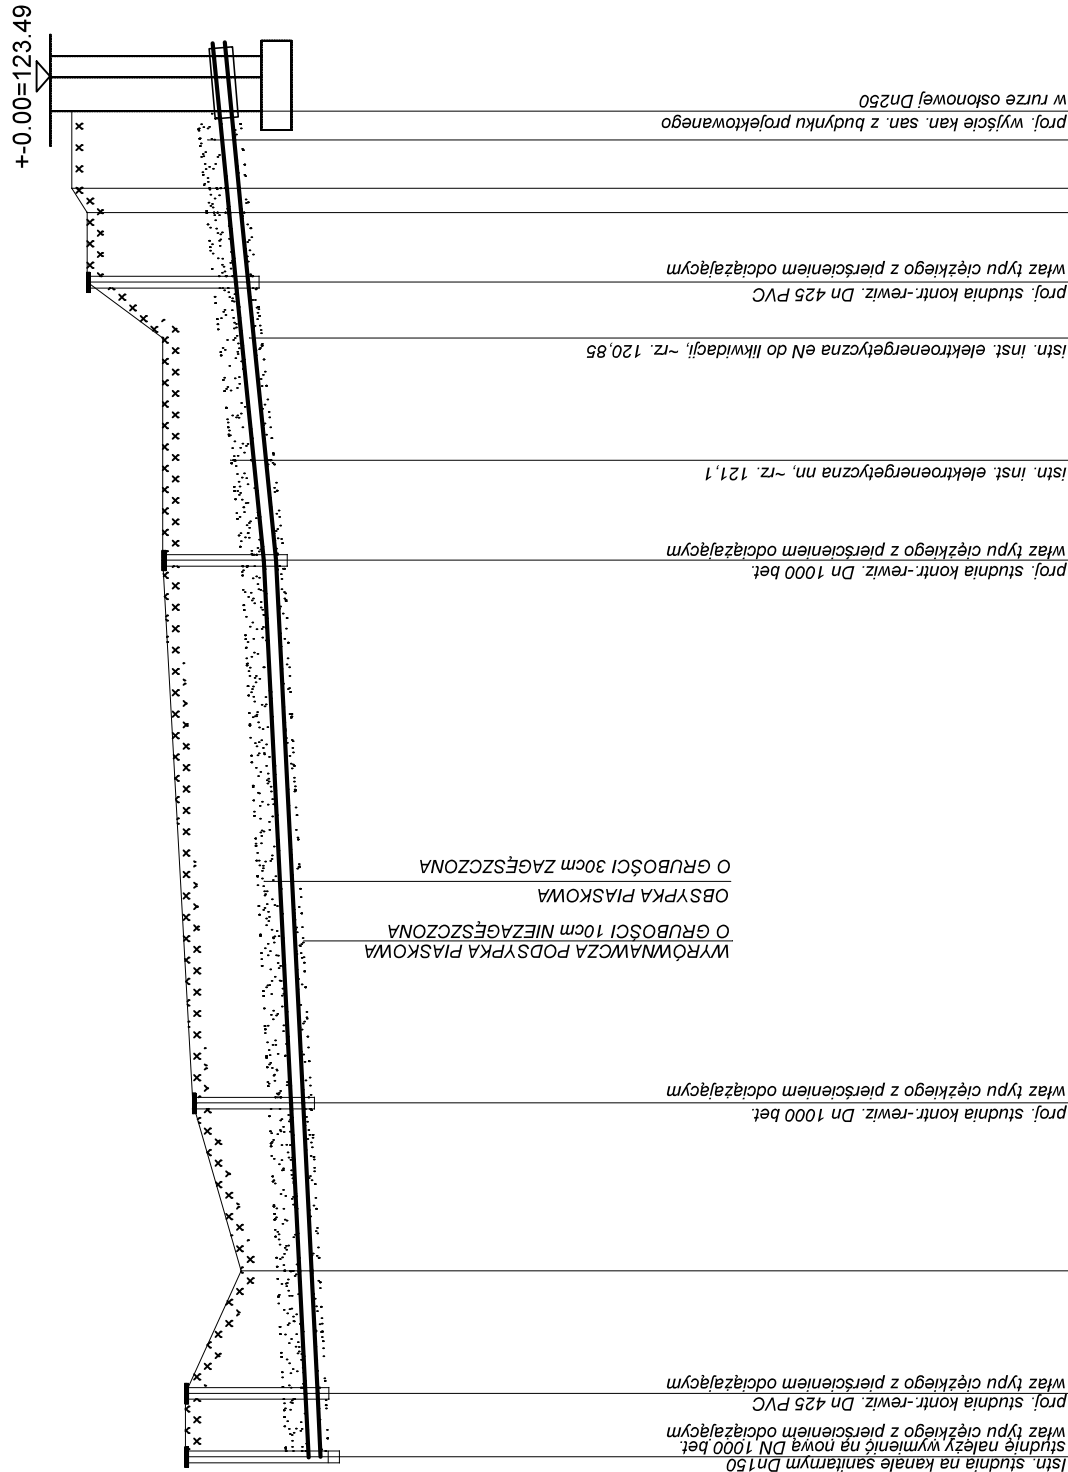 Istn. studnia na kanale sanitarnym Dn150
studnię należy wymienić na nową DN 1000 bet.
właz typu ciężkiego z pierścieniem odciążającym
proj. studnia kontr.-rewiz. Dn 425 PVC
właz typu ciężkiego z pierścieniem odciążającym
proj. studnia kontr.-rewiz. Dn 1000 bet.
właz typu ciężkiego z pierścieniem odciążającym
WYRÓWNAWCZA PODSYPKA PIASKOWA
O GRUBOŚCI 10cm NIEZAGĘSZCZONA
OBSYPKA PIASKOWA
O GRUBOŚCI 30cm ZAGĘSZCZONA
proj. studnia kontr.-rewiz. Dn 1000 bet.
właz typu ciężkiego z pierścieniem odciążającym
istn. inst. elektroenergetyczna nn, ~rz. 121,1
istn. inst. elektroenergetyczna eN do likwidacji, ~rz. 120,85
proj. studnia kontr.-rewiz. Dn 425 PVC
właz typu ciężkiego z pierścieniem odciążającym
proj. wyjście kan. san. z budynku projektowanego
w rurze osłonowej Dn250
+-0.00=123.49